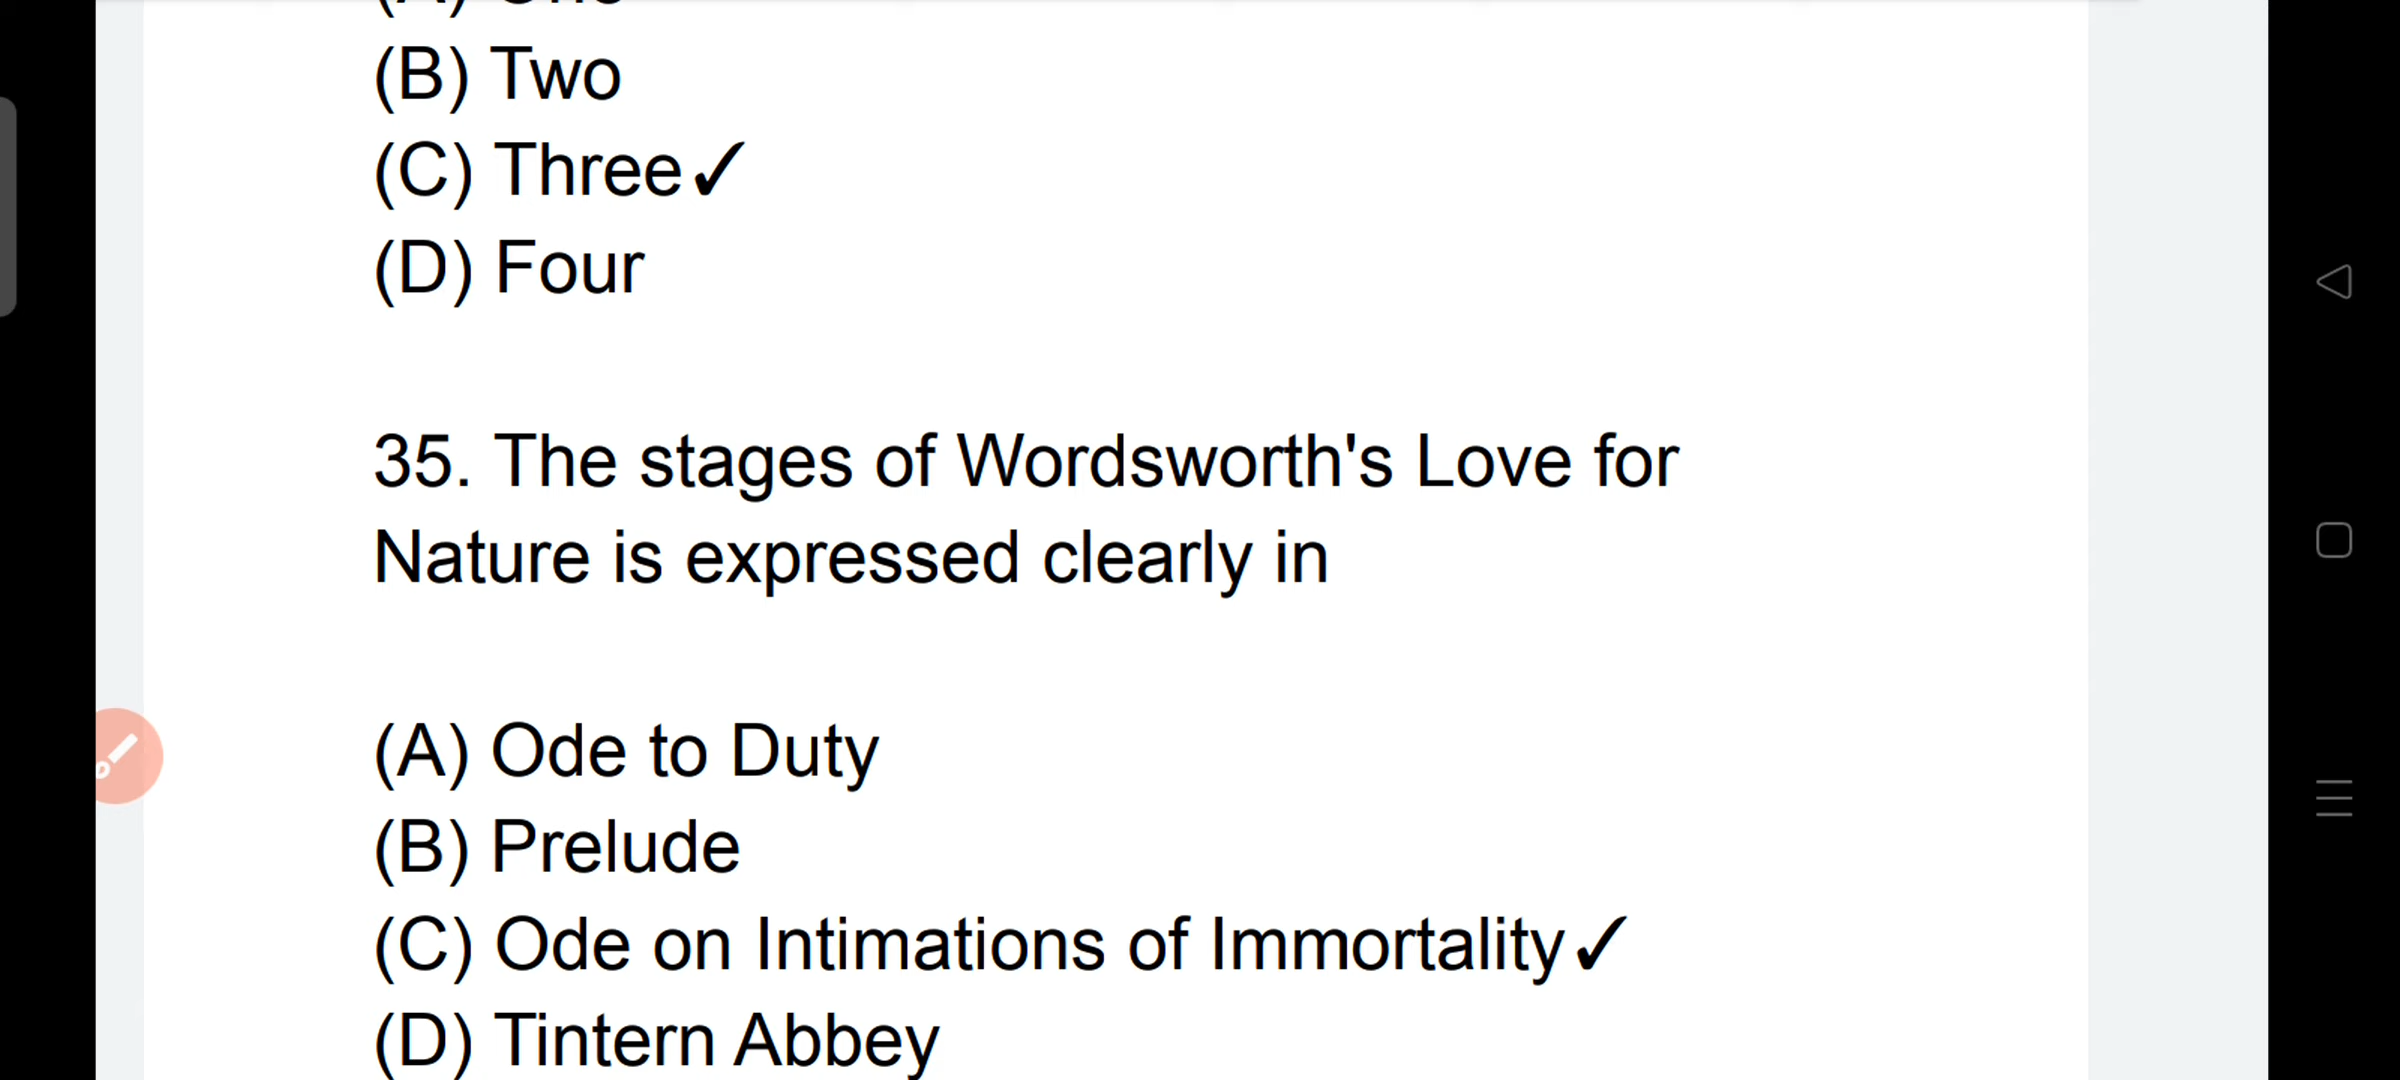 (B) Two
(C) Three✓
(D) Four
35. The stages of Wordsworth's Love for
Nature is expressed clearly in
(A) Ode to Duty
(B) Prelude
(C) Ode on Intimations of Immortality✓
(D) Tintern Abbey